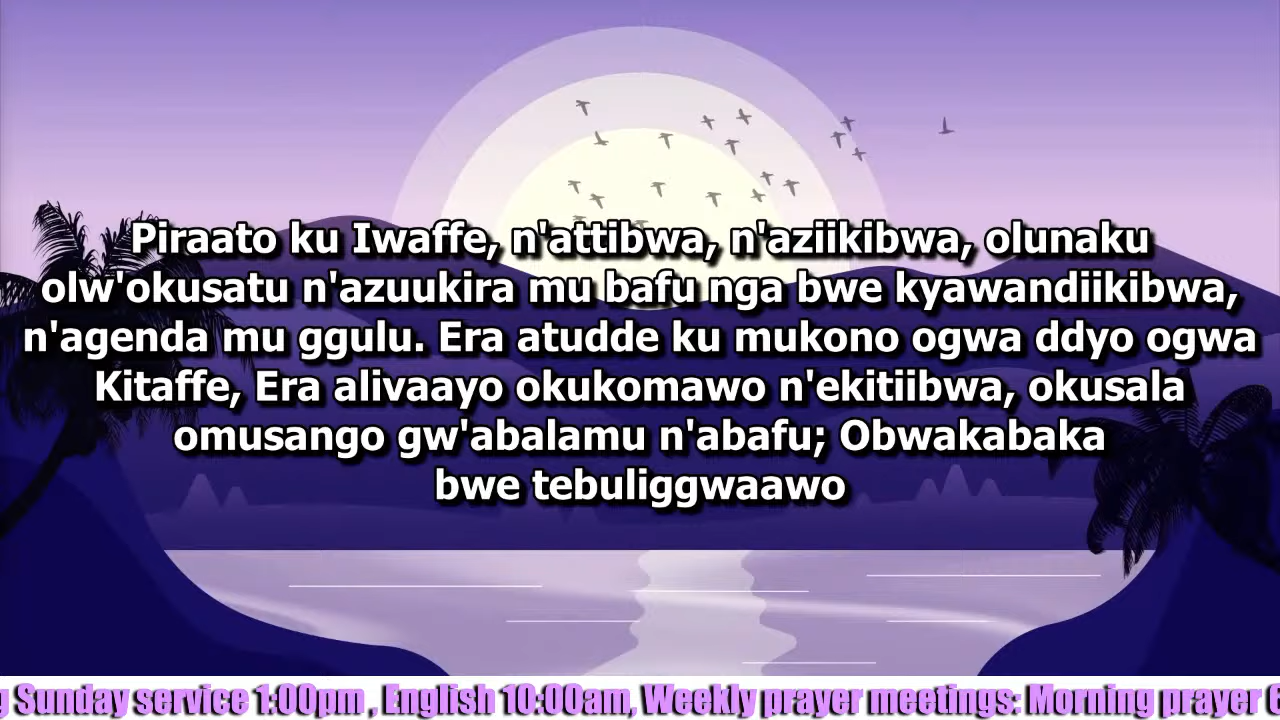 Piraato ku Iwaffe, n'attibwa, n'aziikibwa, olunaku
olw'okusatu n'azuukira mu bafu nga bwe kyawandiikibwa,
n'agenda mu ggulu. Era atudde ku mukono ogwa ddyo ogwa
Kitaffe, Era alivaayo okukomawo n'ekitiibwa, okusala
omusango gw'abalamu n'abafu; Obwakabaka
bwe tebuliggwaawo
Sunday service 1:00pm , English 10:00am, Weekly prayer meetings: Morning prayer